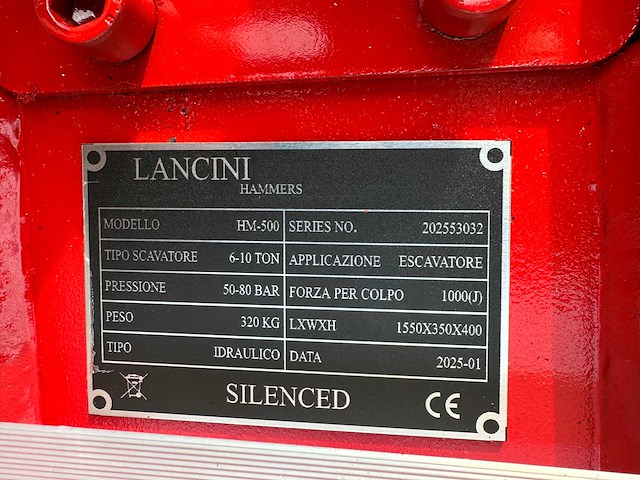 LANCINI
HAMMERS
MODELLO HM-500 SERIES NO. 202553032
TIPO SCAVATORE 6-10 TON APPLICAZIONE ESCAVATORE
PRESSIONE 50-80 BAR FORZA PER COLPO 1000(J)
PESO 320 KG LXWXH 1550X350X400
TIPO IDRAULICO DATA 2025-01
SILENCED CE